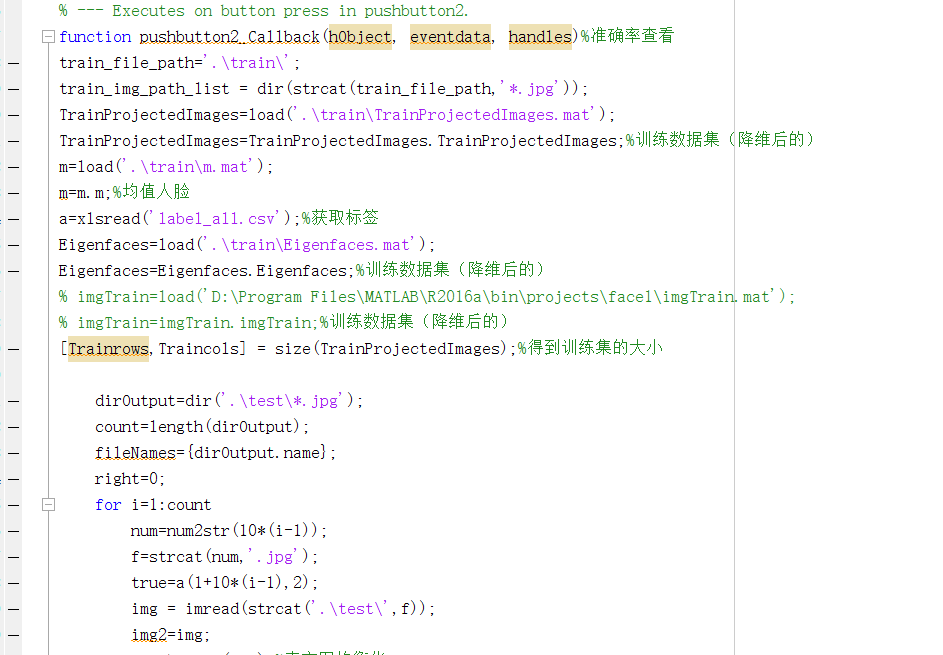 % --- Executes on button press in pushbutton2.
function pushbutton2_Callback(hObject, eventdata, handles)%准确率查看
train_file_path='.\train\';
train_img_path_list = dir(strcat(train_file_path,'*.jpg'));
TrainProjectedImages=load('.\train\TrainProjectedImages.mat');
TrainProjectedImages=TrainProjectedImages.TrainProjectedImages;%训练数据集（降维后的）
m=load('.\train\m.mat');
m=m.m;%均值人脸
a=xlsread('label_all.csv');%获取标签
Eigenfaces=load('.\train\Eigenfaces.mat');
Eigenfaces=Eigenfaces.Eigenfaces;%训练数据集（降维后的）
% imgTrain=load('D:\Program Files\MATLAB\R2016a\bin\projects\face1\imgTrain.mat');
% imgTrain=imgTrain.imgTrain;%训练数据集（降维后的）
[Trainrows,Traincols] = size(TrainProjectedImages);%得到训练集的大小
dirOutput=dir('.\test\*.jpg');
count=length(dirOutput);
fileNames={dirOutput.name};
right=0;
for i=1:count
num=num2str(10*(i-1));
f=strcat(num,'.jpg');
true=a(1+10*(i-1),2);
img = imread(strcat('.\test\',f));
img2=img;